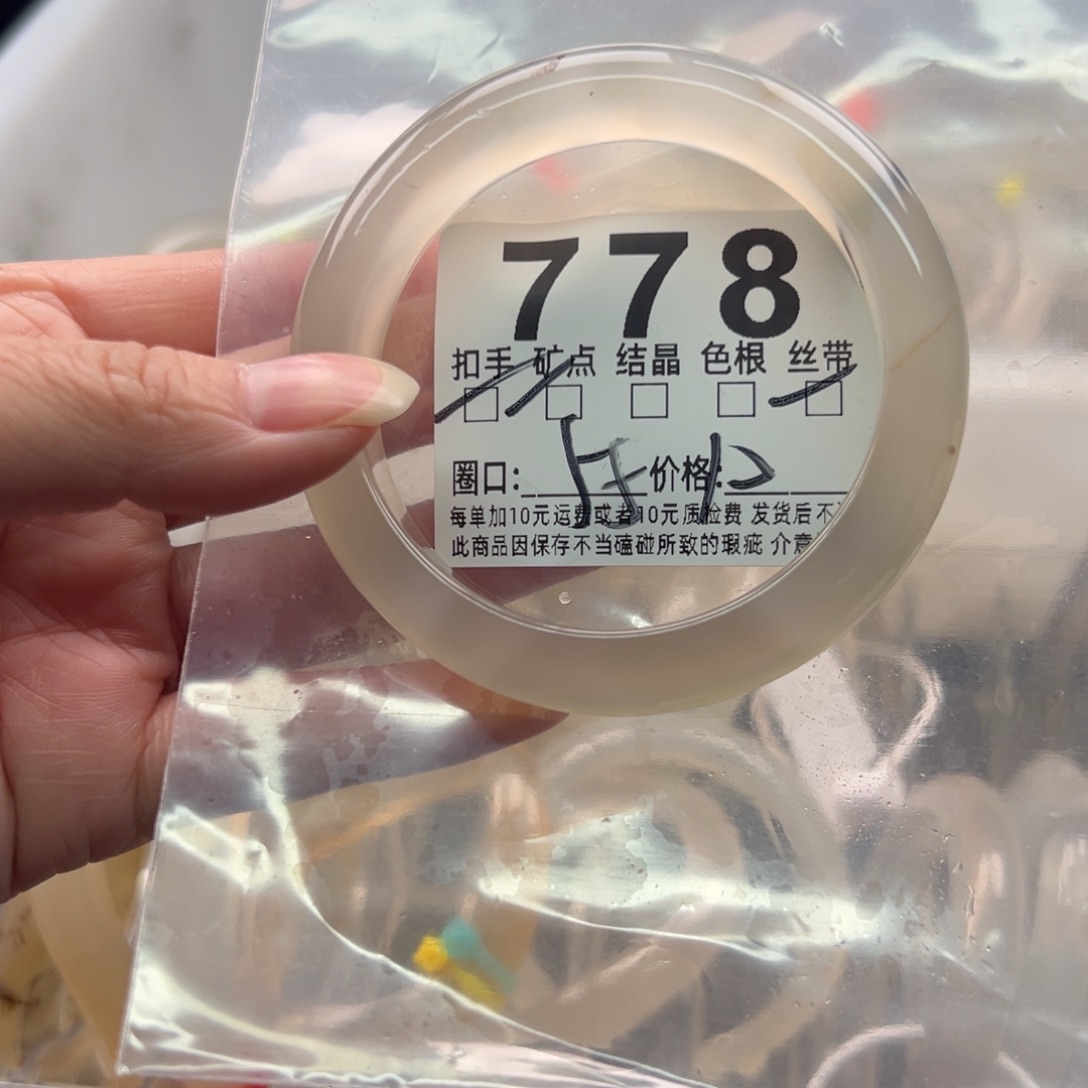 778
扣手 矿点 结晶 色根 丝带
圈口: 价格:
每单加10元运费或者10元质检费 发货后不
此商品因保存不当磕碰所致的瑕疵 介意